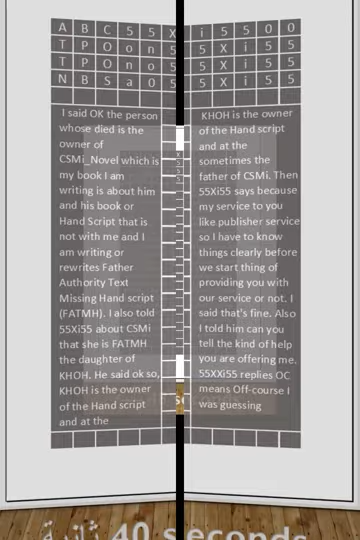 A B C 5 5 X i 5 5 0 0
T P O o n 5 5 X i 5 5
T P O n o 5 5 X i 5 5
N B S a 0 5 5 X i 5 5
I said OK the person
whose died is the
owner of
CSMi_Novel which is
my book I am
writing is about him
and his book or
Hand Script that is
not with me and I
am writing or
rewrites Father
Authority Text
Missing Hand script
(FATMH). I also told
55Xi55 about CSMi
that she is FATMH
the daughter of
KHOH. He said ok so,
KHOH is the owner
of the Hand script
and at the
KHOH is the owner
of the Hand script
and at the
sometimes the
father of CSMi. Then
55Xi55 says because
my service to you
like publisher service
so I have to know
things clearly before
we start thing of
providing you with
our service or not. I
said that's fine. Also
I told him can you
tell the kind of help
you are offering me.
55XXi55 replies OC
means Off-course I
was guessing
40 seconds ثانية